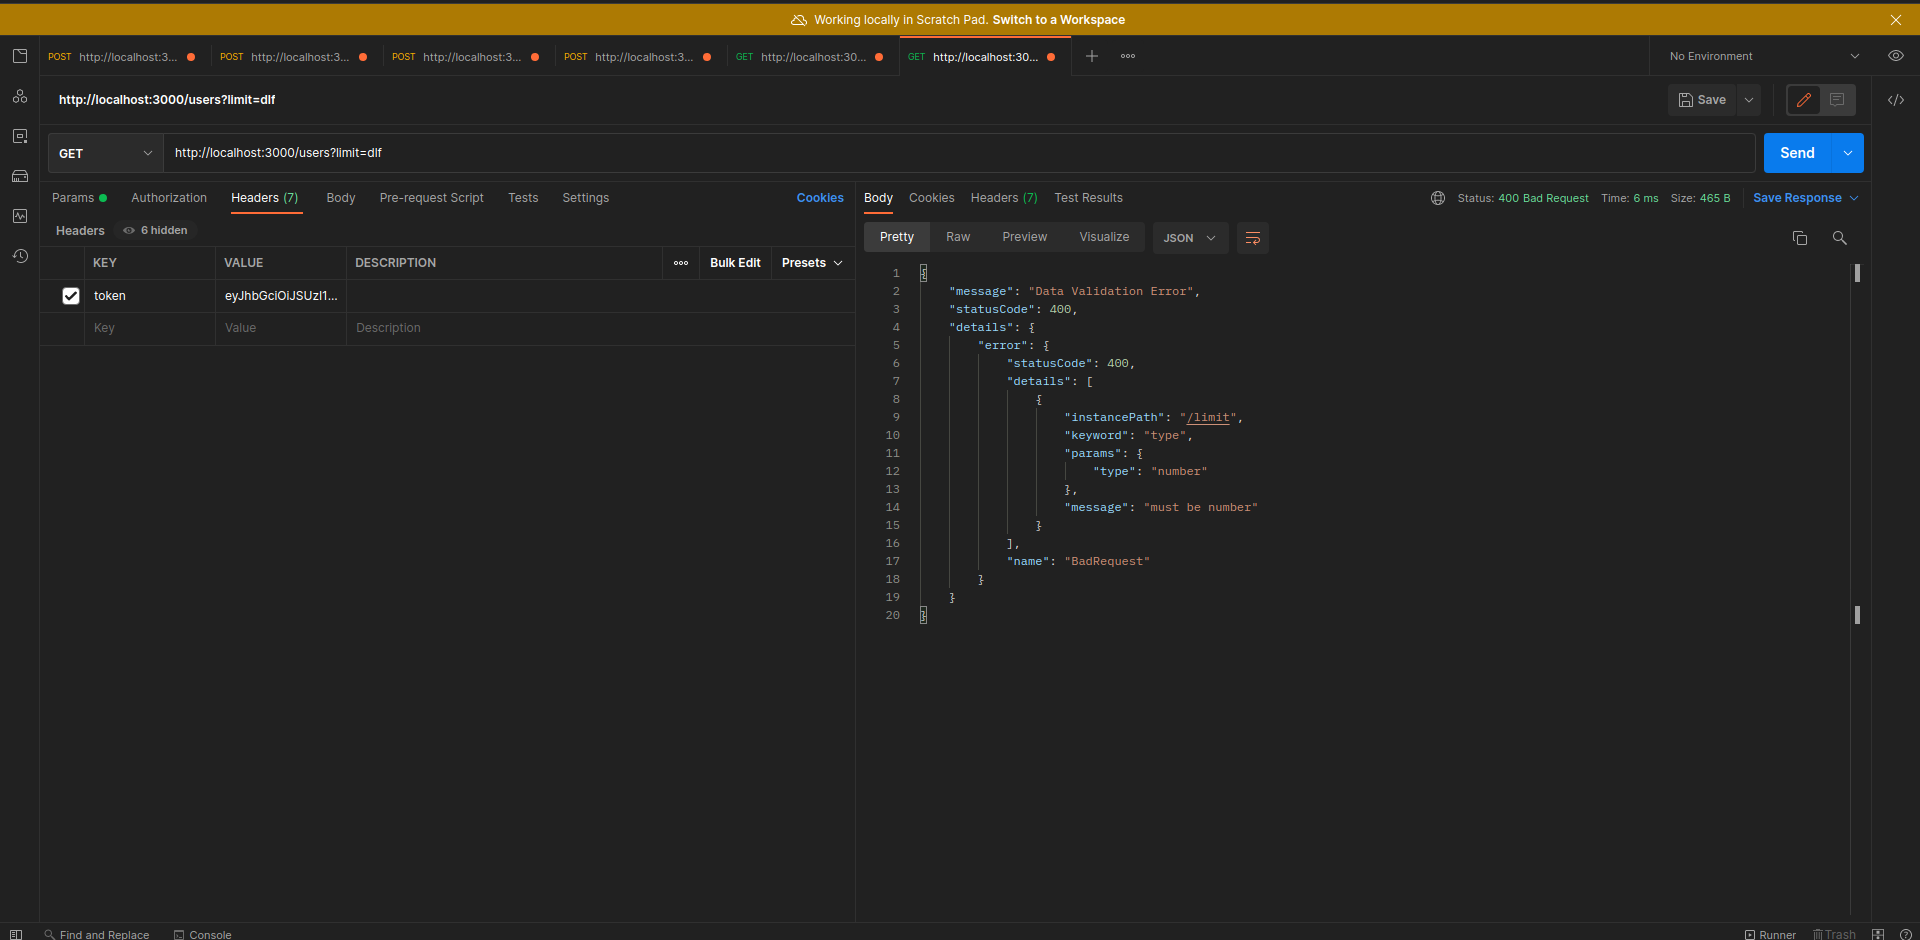 Working locally in Scratch Pad. Switch to a Workspace
POST http://localhost:3... POST http://localhost:3... POST http://localhost:3... POST http://localhost:3... GET http://localhost:30... GET http://localhost:30... No Environment
http://localhost:3000/users?limit=dlf Save
GET http://localhost:3000/users?limit=dlf Send
Params Authorization Headers (7) Body Pre-request Script Tests Settings Cookies
Headers 6 hidden
KEY VALUE DESCRIPTION Bulk Edit Presets
token eyJhbGciOiJSUzI1...
Key Value Description
Body Cookies Headers (7) Test Results Status: 400 Bad Request Time: 6 ms Size: 465 B Save Response
Pretty Raw Preview Visualize JSON
1 {
2 "message": "Data Validation Error",
3 "statusCode": 400,
4 "details": {
5 "error": {
6 "statusCode": 400,
7 "details": [
8 {
9 "instancePath": "/limit",
10 "keyword": "type",
11 "params": {
12 "type": "number"
13 },
14 "message": "must be number"
15 }
16 ],
17 "name": "BadRequest"
18 }
19 }
20 }
Find and Replace Console Runner Trash